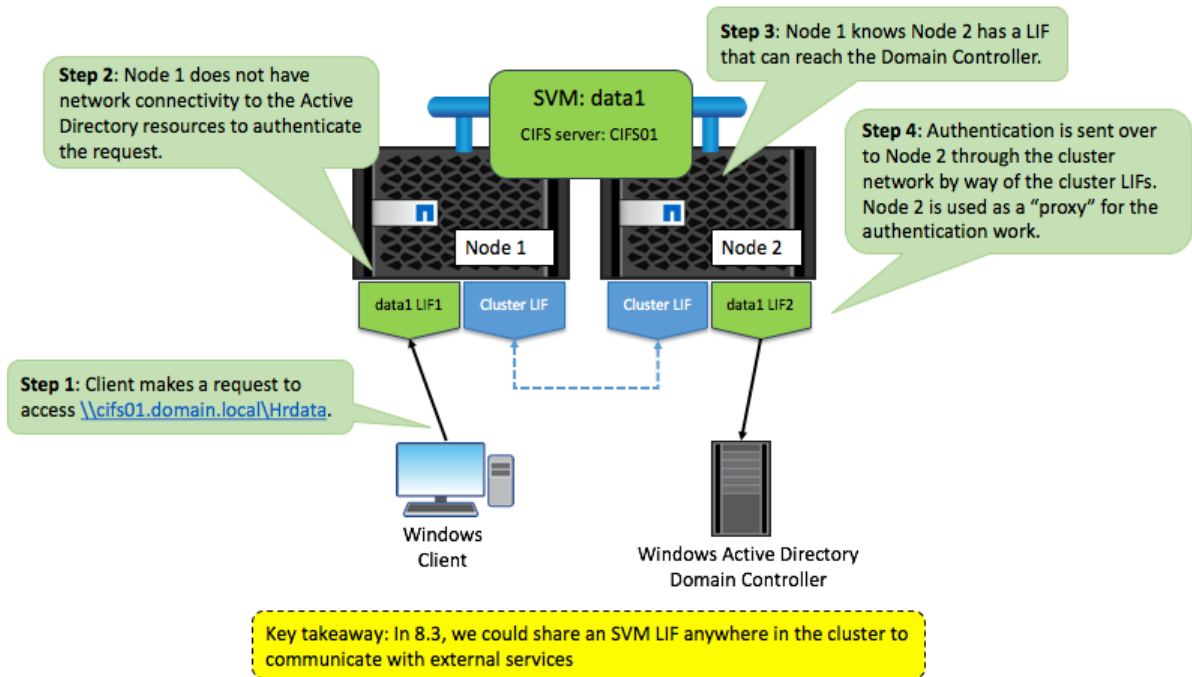 Step 3: Node 1 knows Node 2 has a LIF
that can reach the Domain Controller.
Step 2: Node 1 does not have
network connectivity to the Active
Directory resources to authenticate
the request.
SVM: data1
CIFS server: CIFS01
Step 4: Authentication is sent over
to Node 2 through the cluster
network by way of the cluster LIFs.
Node 2 is used as a “proxy” for the
authentication work.
Node 1
Node 2
data1 LIF1
Cluster LIF
Cluster LIF
data1 LIF2
Step 1: Client makes a request to
access \\cifs01.domain.local\Hrdata.
Windows
Client
Windows Active Directory
Domain Controller
Key takeaway: In 8.3, we could share an SVM LIF anywhere in the cluster to
communicate with external services